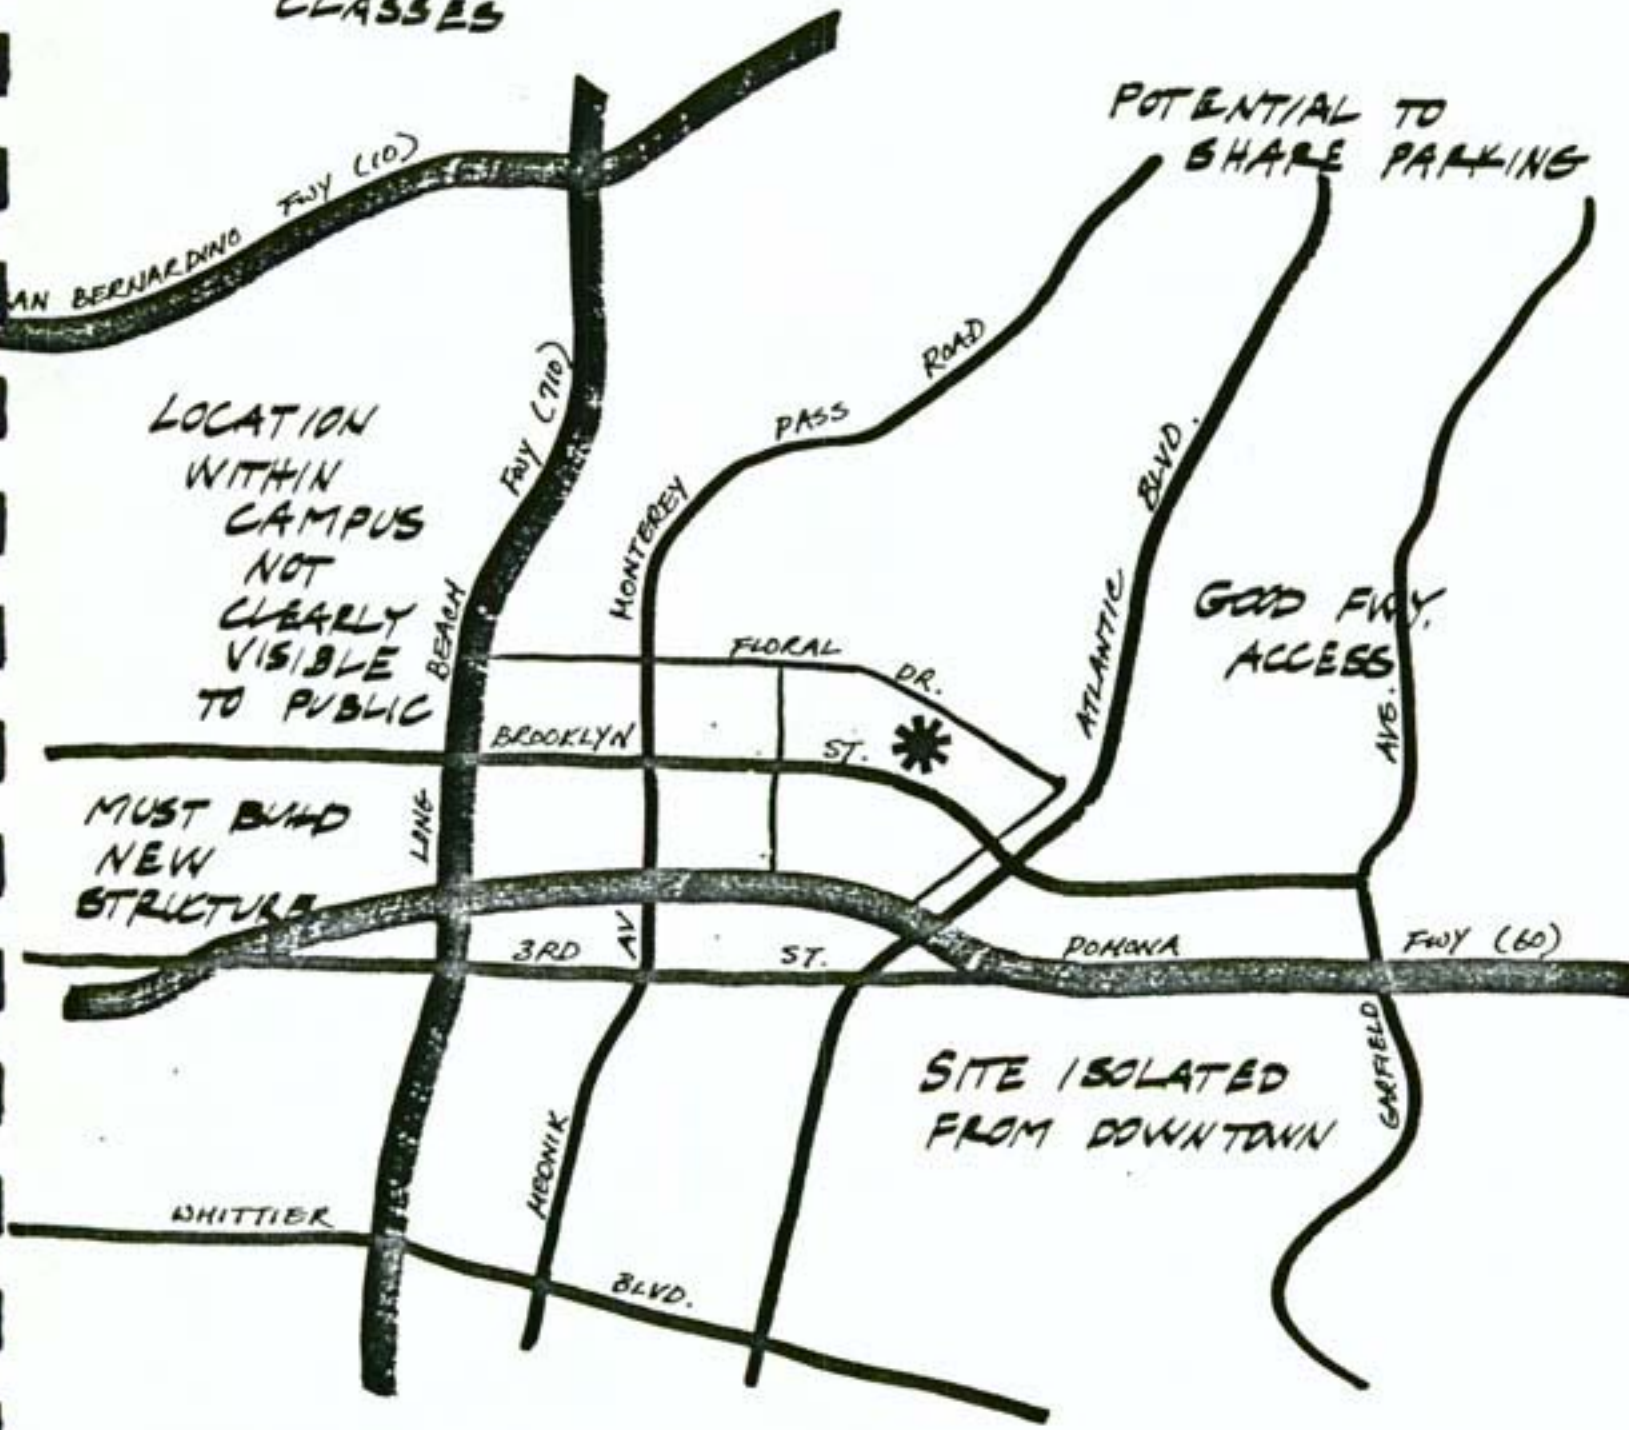 CLASSES
POTENTIAL TO
SHARE PARKING
AN BERNARDINO FWY (10)
LOCATION
WITHIN
CAMPUS
NOT
CLEARLY
VISIBLE
TO PUBLIC
LONG BEACH FWY (710)
MONTEREY PASS ROAD
ATLANTIC BLVD.
GOOD FWY.
ACCESS
FLORAL DR.
BROOKLYN ST.
MUST BUILD
NEW
STRUCTURE
3RD ST.
POMONA FWY (60)
GARFIELD AVE.
MEDNIK AV
SITE ISOLATED
FROM DOWNTOWN
WHITTIER BLVD.